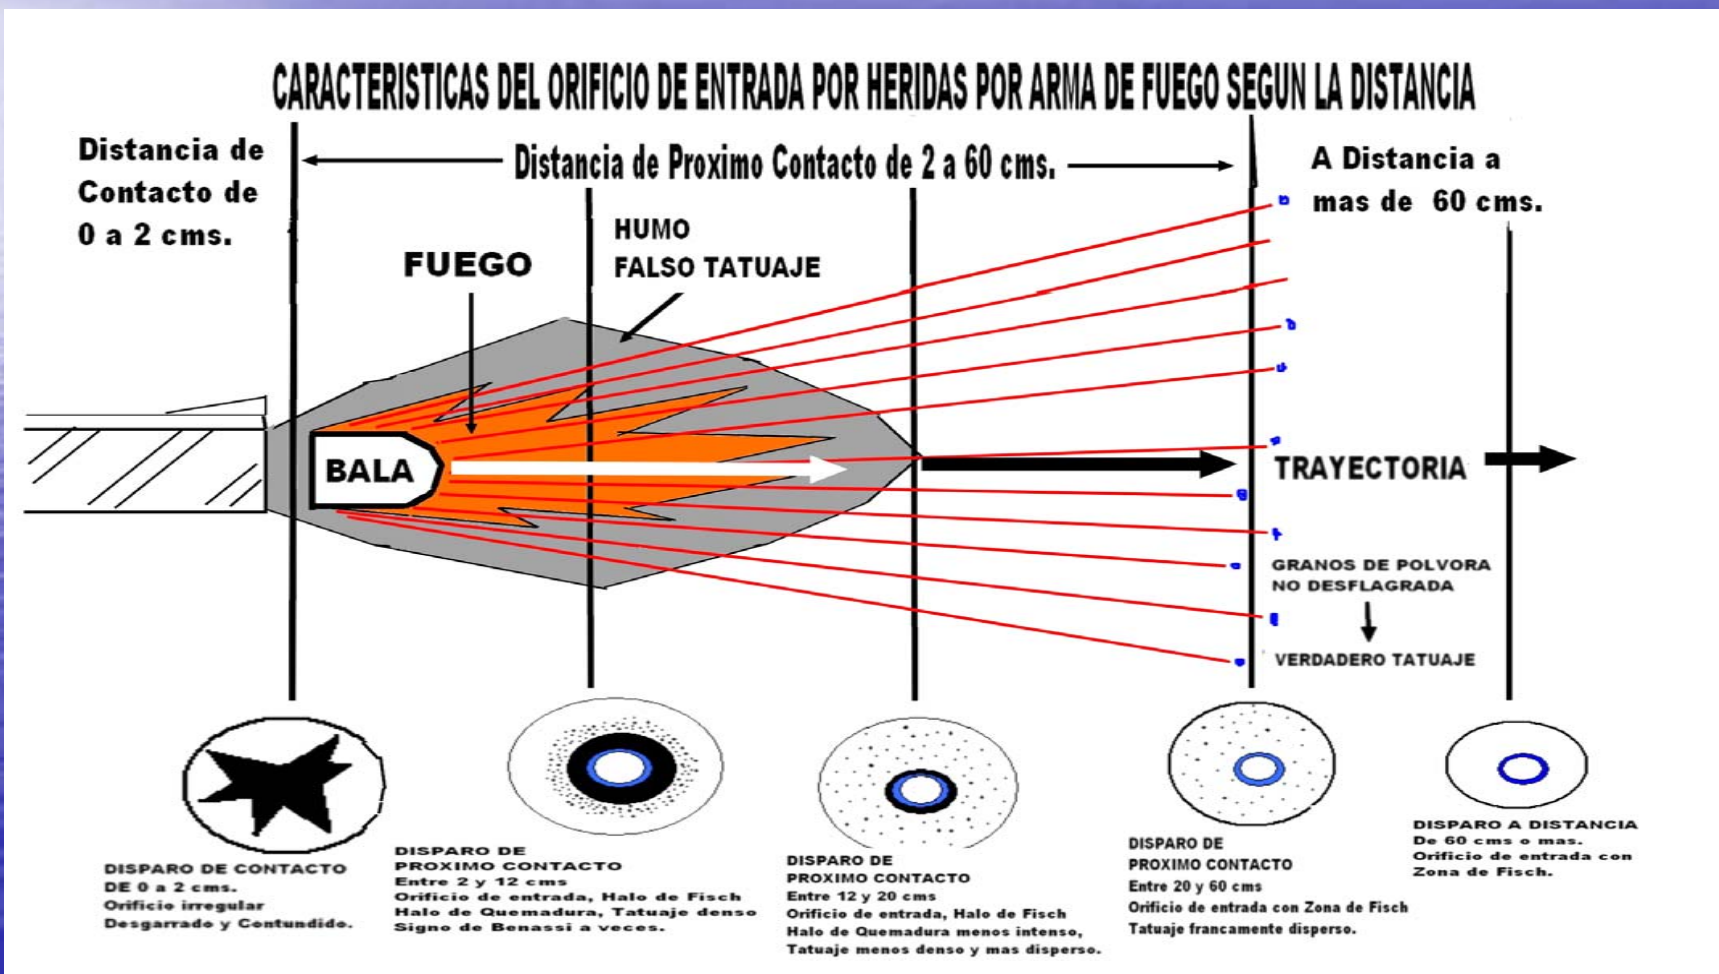 CARACTERISTICAS DEL ORIFICIO DE ENTRADA POR HERIDAS POR ARMA DE FUEGO SEGUN LA DISTANCIA
Distancia de
Contacto de
0 a 2 cms.
Distancia de Proximo Contacto de 2 a 60 cms.
A Distancia a
mas de 60 cms.
FUEGO
HUMO
FALSO TATUAJE
BALA
TRAYECTORIA
GRANOS DE POLVORA
NO DESFLAGRADA
VERDADERO TATUAJE
DISPARO DE CONTACTO
DE 0 a 2 cms.
Orificio irregular
Desgarrado y Contundido.
DISPARO DE
PROXIMO CONTACTO
Entre 2 y 12 cms
Orificio de entrada, Halo de Fisch
Halo de Quemadura, Tatuaje denso
Signo de Benassi a veces.
DISPARO DE
PROXIMO CONTACTO
Entre 12 y 20 cms
Orificio de entrada, Halo de Fisch
Halo de Quemadura menos intenso,
Tatuaje menos denso y mas disperso.
DISPARO DE
PROXIMO CONTACTO
Entre 20 y 60 cms
Orificio de entrada con Zona de Fisch
Tatuaje francamente disperso.
DISPARO A DISTANCIA
De 60 cms o mas.
Orificio de entrada con
Zona de Fisch.